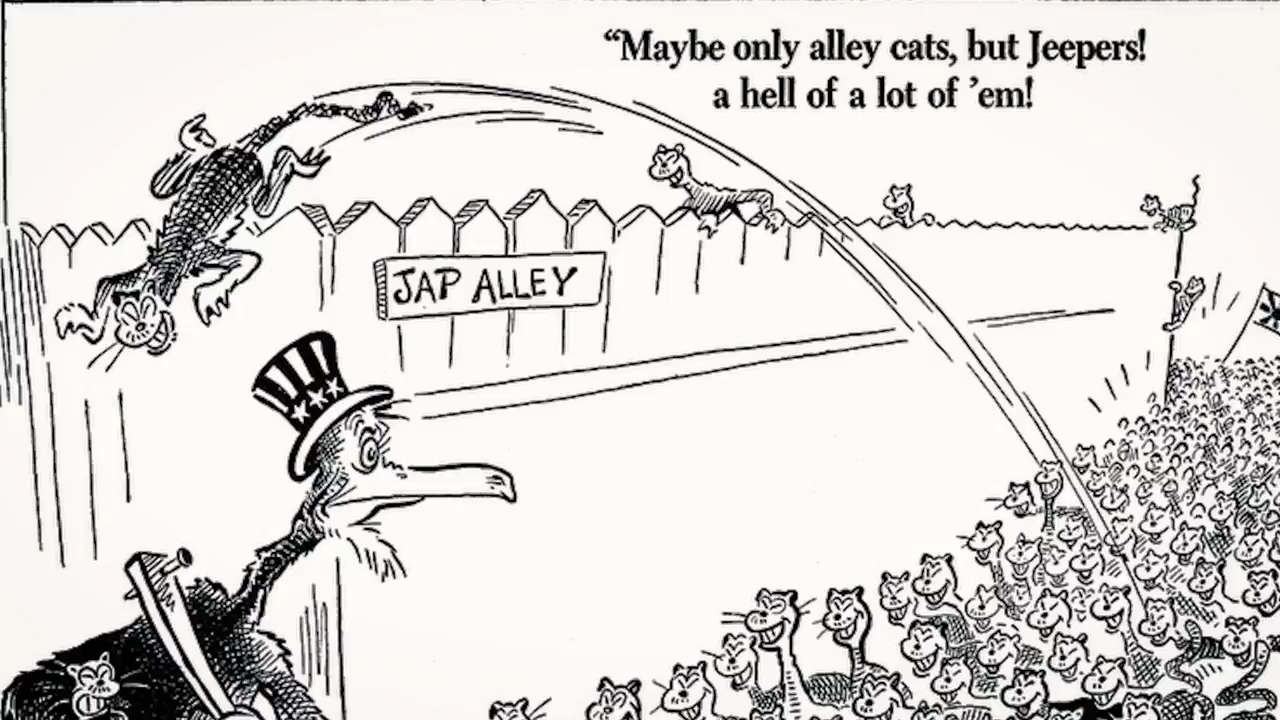 “Maybe only alley cats, but Jeepers!
a hell of a lot of ’em!
JAP ALLEY